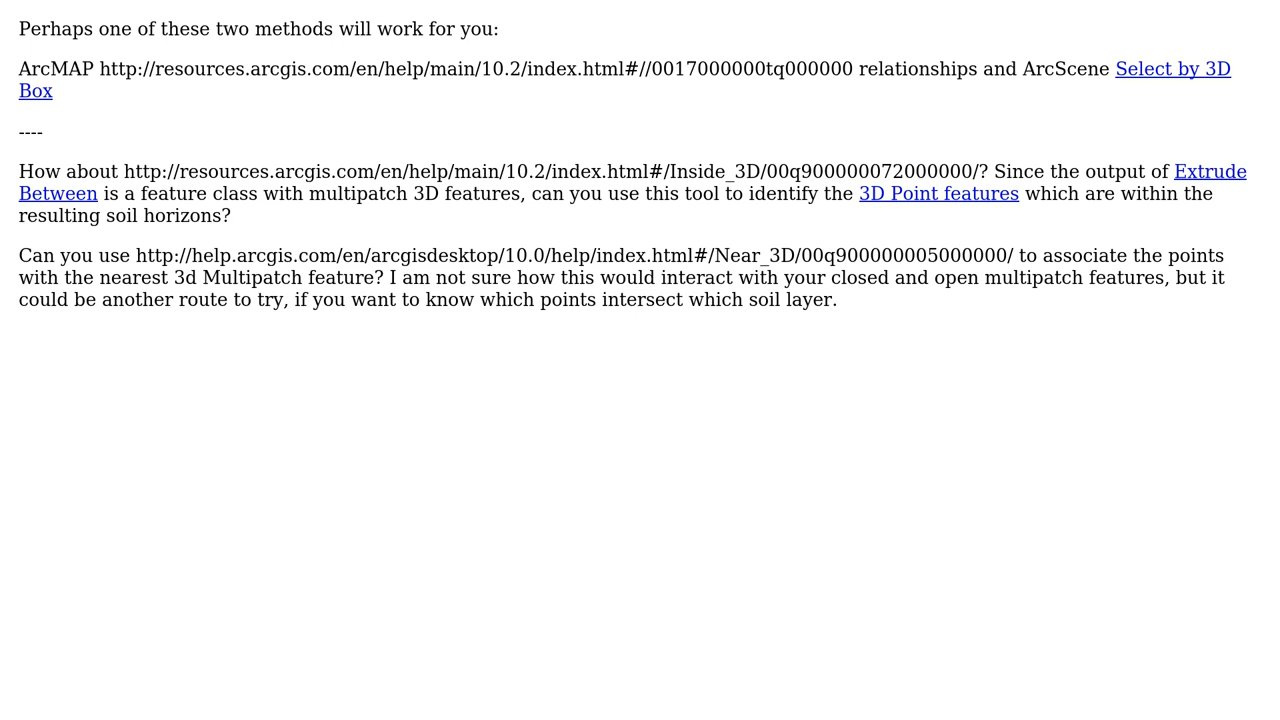 Perhaps one of these two methods will work for you:
ArcMAP http://resources.arcgis.com/en/help/main/10.2/index.html#//0017000000tq000000 relationships and ArcScene Select by 3D
Box
----
How about http://resources.arcgis.com/en/help/main/10.2/index.html#/Inside_3D/00q900000072000000/? Since the output of Extrude
Between is a feature class with multipatch 3D features, can you use this tool to identify the 3D Point features which are within the
resulting soil horizons?
Can you use http://help.arcgis.com/en/arcgisdesktop/10.0/help/index.html#/Near_3D/00q900000005000000/ to associate the points
with the nearest 3d Multipatch feature? I am not sure how this would interact with your closed and open multipatch features, but it
could be another route to try, if you want to know which points intersect which soil layer.